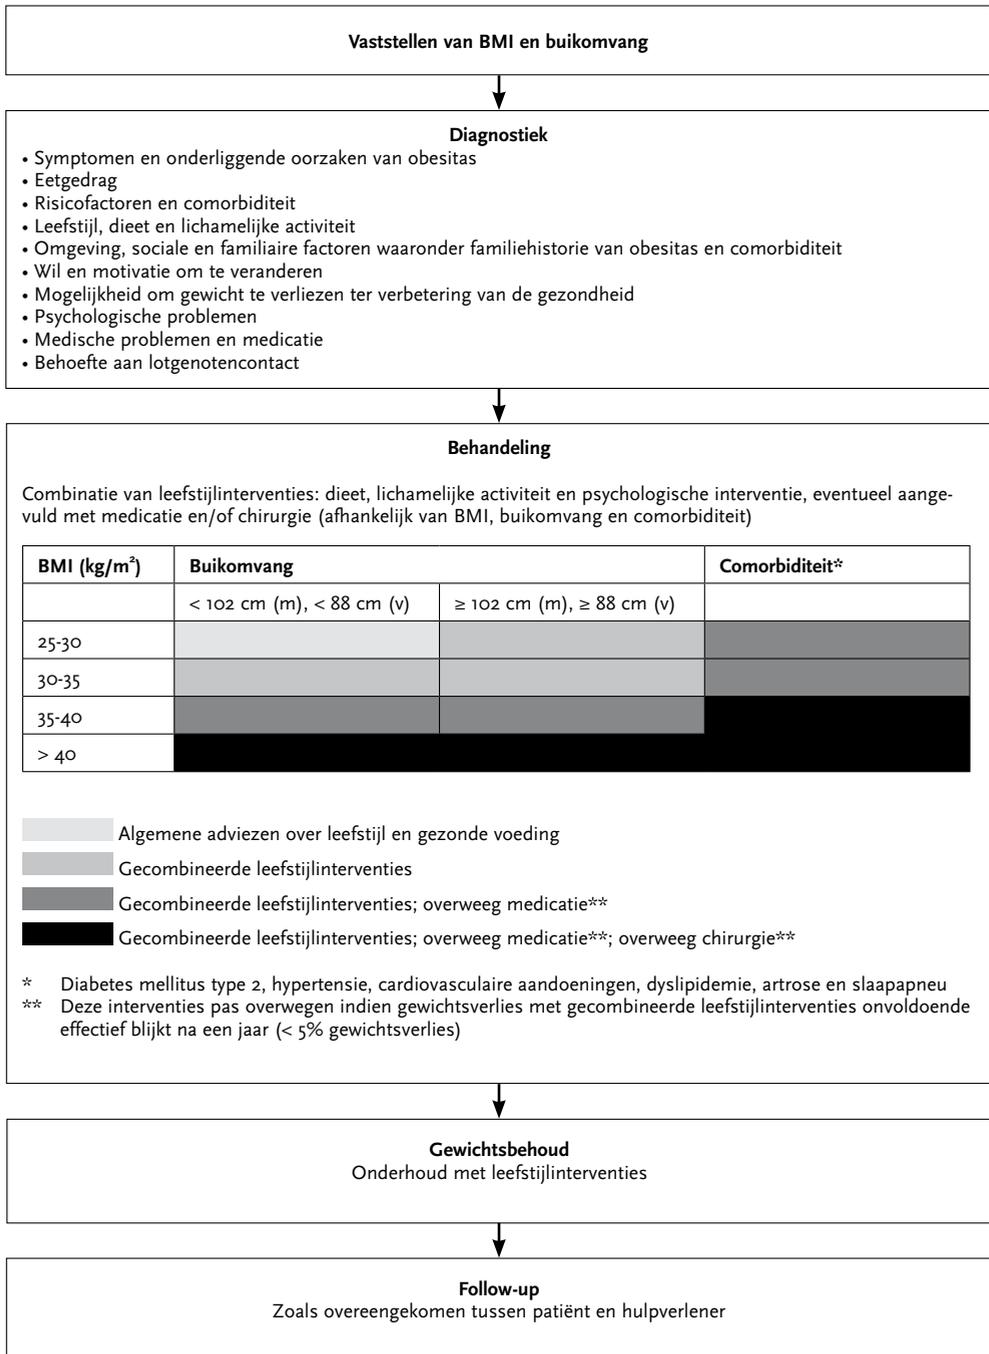 Vaststellen van BMI en buikomvang
Diagnostiek
• Symptomen en onderliggende oorzaken van obesitas
• Eetgedrag
• Risicofactoren en comorbiditeit
• Leefstijl, dieet en lichamelijke activiteit
• Omgeving, sociale en familiaire factoren waaronder familiehistorie van obesitas en comorbiditeit
• Wil en motivatie om te veranderen
• Mogelijkheid om gewicht te verliezen ter verbetering van de gezondheid
• Psychologische problemen
• Medische problemen en medicatie
• Behoefte aan lotgenotencontact
Behandeling
Combinatie van leefstijlinterventies: dieet, lichamelijke activiteit en psychologische interventie, eventueel aange-
vuld met medicatie en/of chirurgie (afhankelijk van BMI, buikomvang en comorbiditeit)
BMI (kg/m²) Buikomvang Comorbiditeit*
< 102 cm (m), < 88 cm (v) ≥ 102 cm (m), ≥ 88 cm (v)
25-30
30-35
35-40
> 40
Algemene adviezen over leefstijl en gezonde voeding
Gecombineerde leefstijlinterventies
Gecombineerde leefstijlinterventies; overweeg medicatie**
Gecombineerde leefstijlinterventies; overweeg medicatie**; overweeg chirurgie**
* Diabetes mellitus type 2, hypertensie, cardiovasculaire aandoeningen, dyslipidemie, artrose en slaapapneu
** Deze interventies pas overwegen indien gewichtsverlies met gecombineerde leefstijlinterventies onvoldoende
effectief blijkt na een jaar (< 5% gewichtsverlies)
Gewichtsbehoud
Onderhoud met leefstijlinterventies
Follow-up
Zoals overeengekomen tussen patiënt en hulpverlener